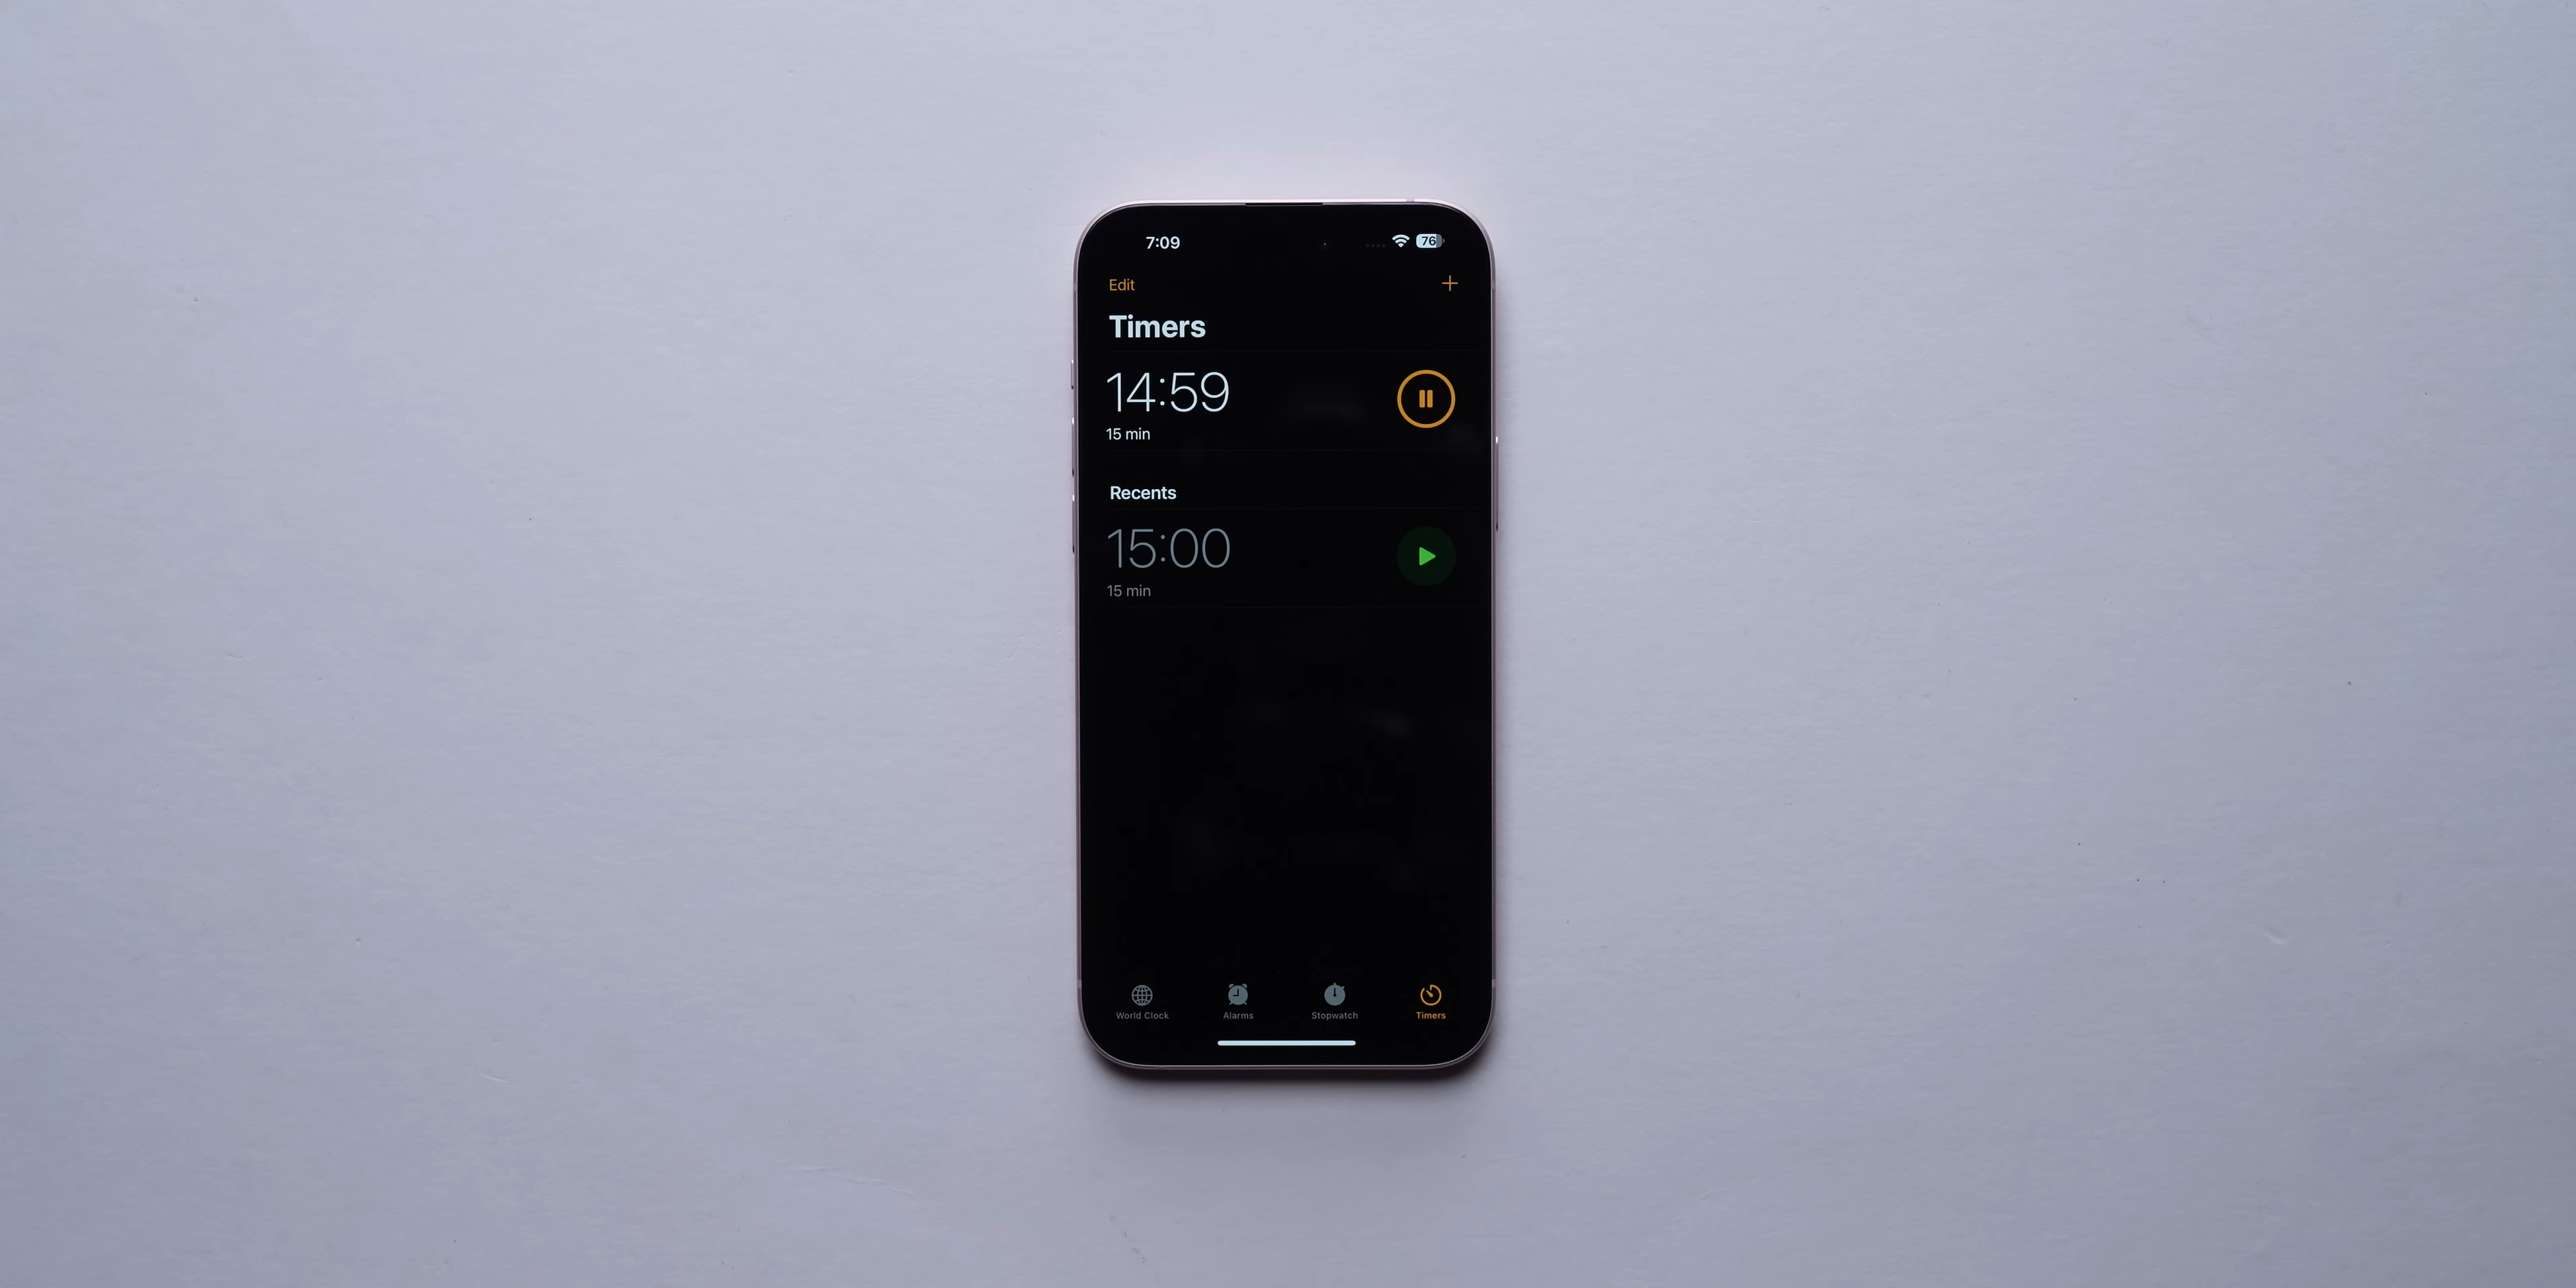 7:09
76
Edit
Timers
14:59
15 min
Recents
15:00
15 min
World Clock
Alarms
Stopwatch
Timers